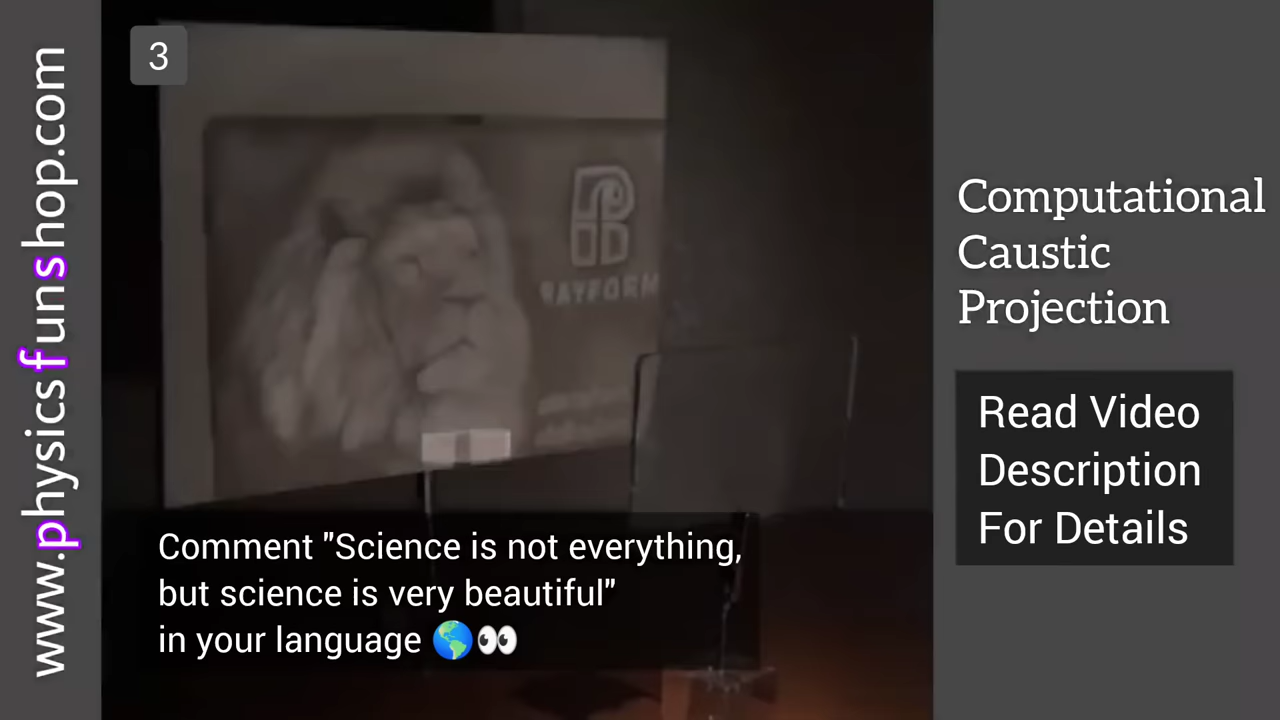 www.physicsfunshop.com
3
RAYFORM
Comment "Science is not everything,
but science is very beautiful"
in your language 🌎👀
Computational
Caustic
Projection
Read Video
Description
For Details